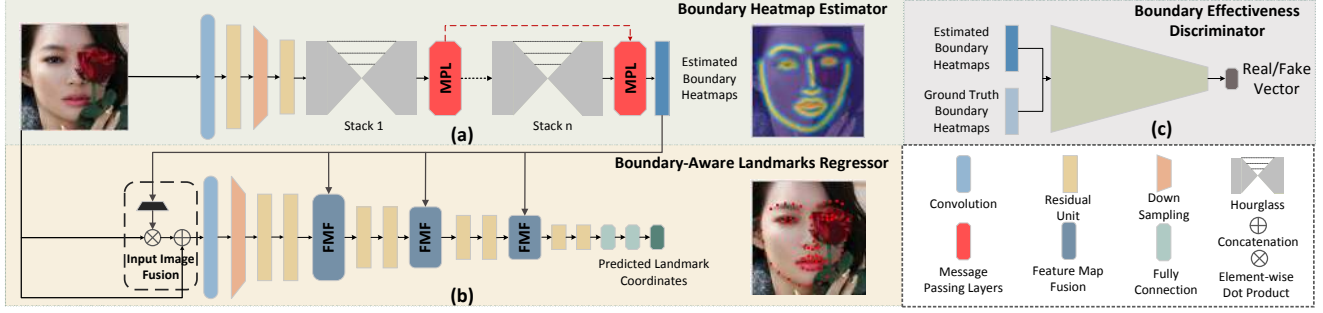 Boundary Heatmap Estimator
MPL
MPL
Estimated
Boundary
Heatmaps
Stack 1
Stack n
(a)
Boundary Effectiveness
Discriminator
Estimated
Boundary
Heatmaps
Ground Truth
Boundary
Heatmaps
Real/Fake
Vector
(c)
Boundary-Aware Landmarks Regressor
Input Image
Fusion
FMF
FMF
FMF
Predicted Landmark
Coordinates
(b)
Convolution
Residual
Unit
Down
Sampling
Hourglass
Concatenation
Message
Passing Layers
Feature Map
Fusion
Fully
Connection
Element-wise
Dot Product